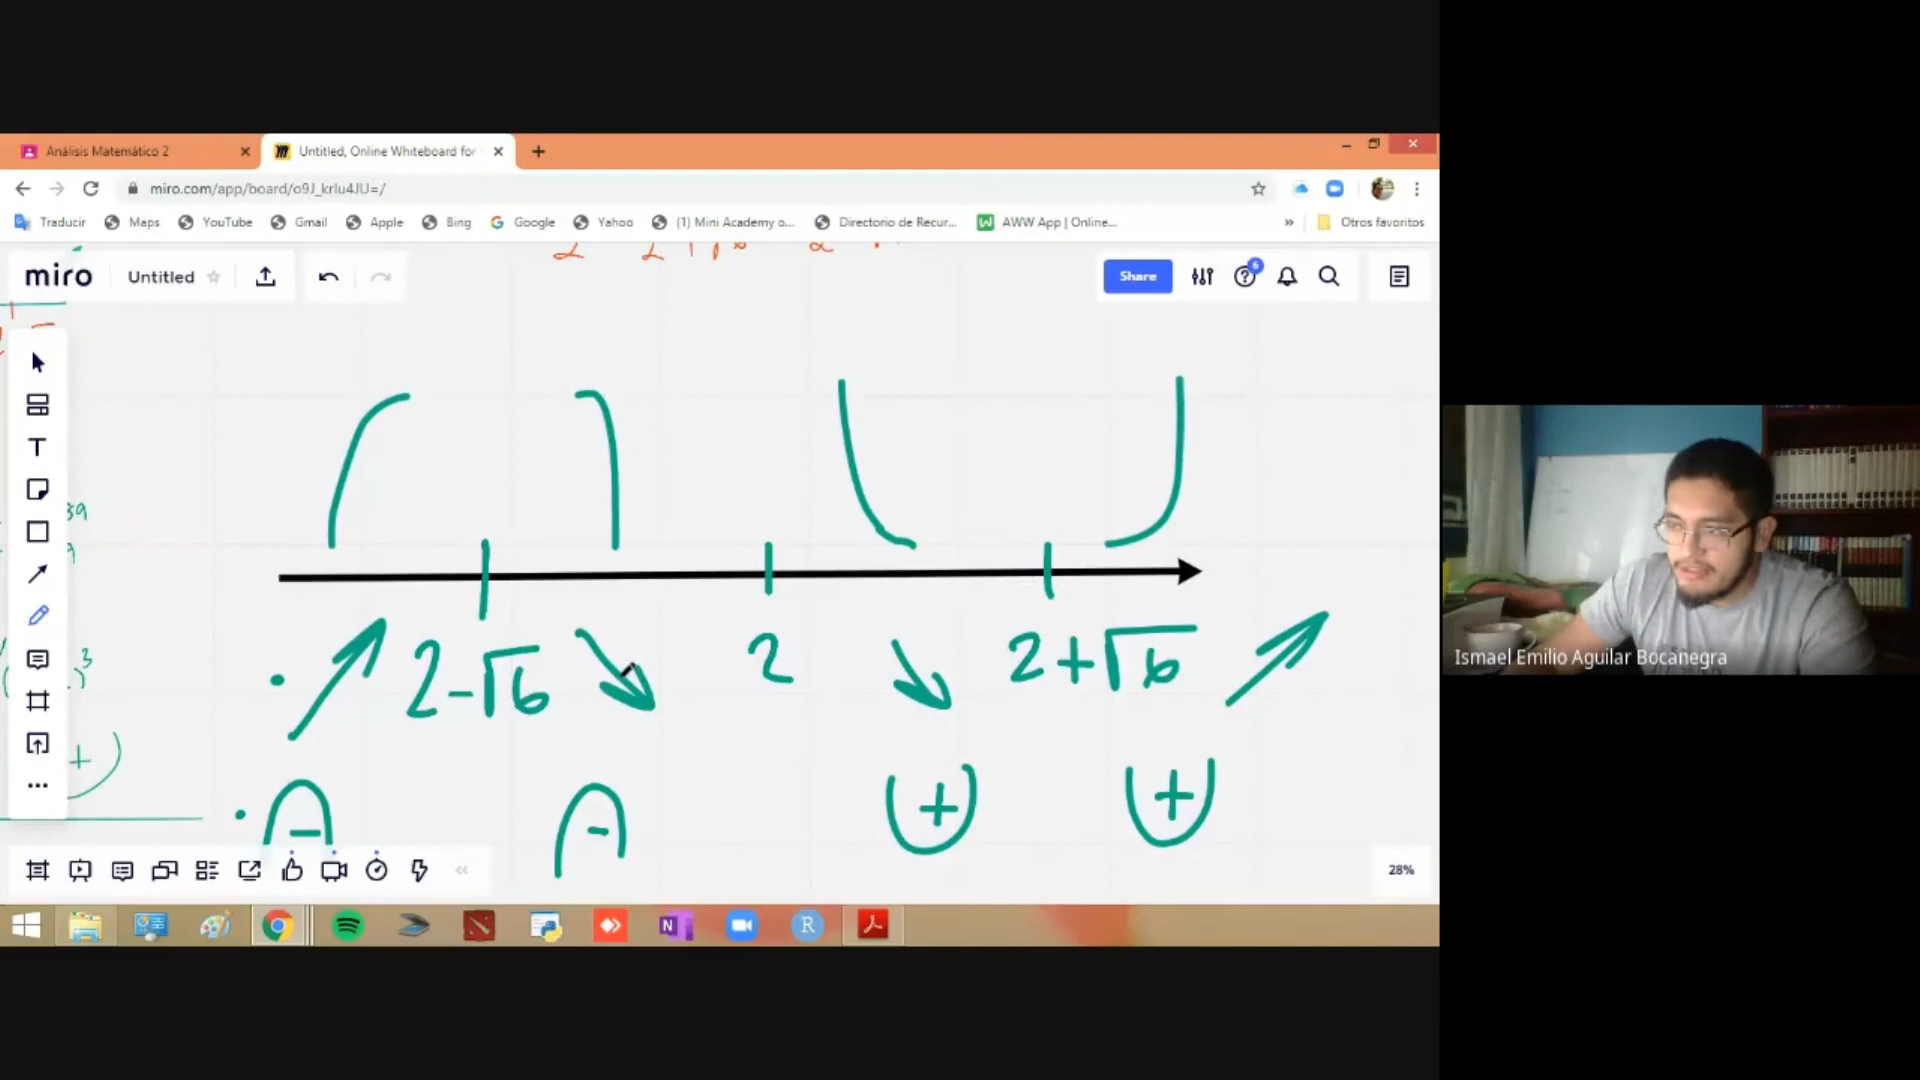 Análisis Matemático 2
Untitled, Online Whiteboard for
miro.com/app/board/o9J_krlu4JU=/
Traducir Maps YouTube Gmail Apple Bing Google Yahoo (1) Mini Academy o... Directorio de Recur... AWW App | Online... » Otros favoritos
miro Untitled Share 6
2-√6 2 2+√6
- - + +
+
28%
Ismael Emilio Aguilar Bocanegra